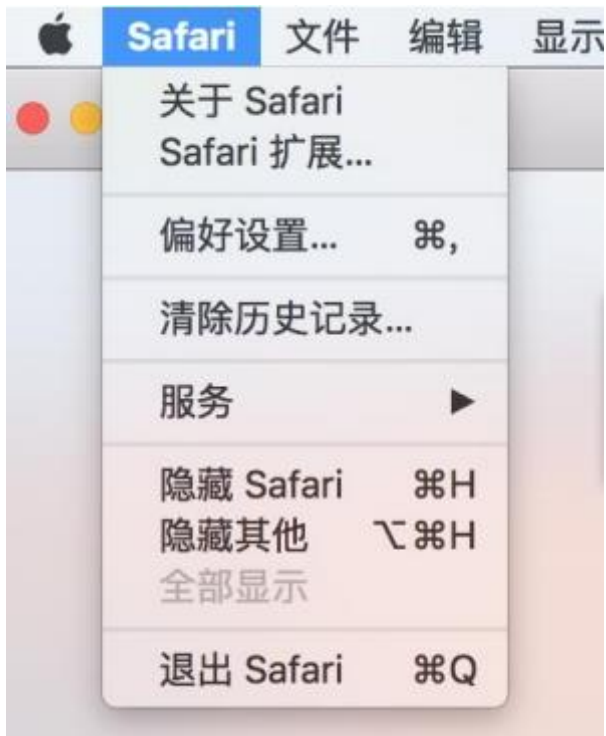 Safari 文件 编辑 显示
关于 Safari
Safari 扩展...
偏好设置... ⌘,
清除历史记录...
服务 ▶
隐藏 Safari ⌘H
隐藏其他 ⌥⌘H
全部显示
退出 Safari ⌘Q